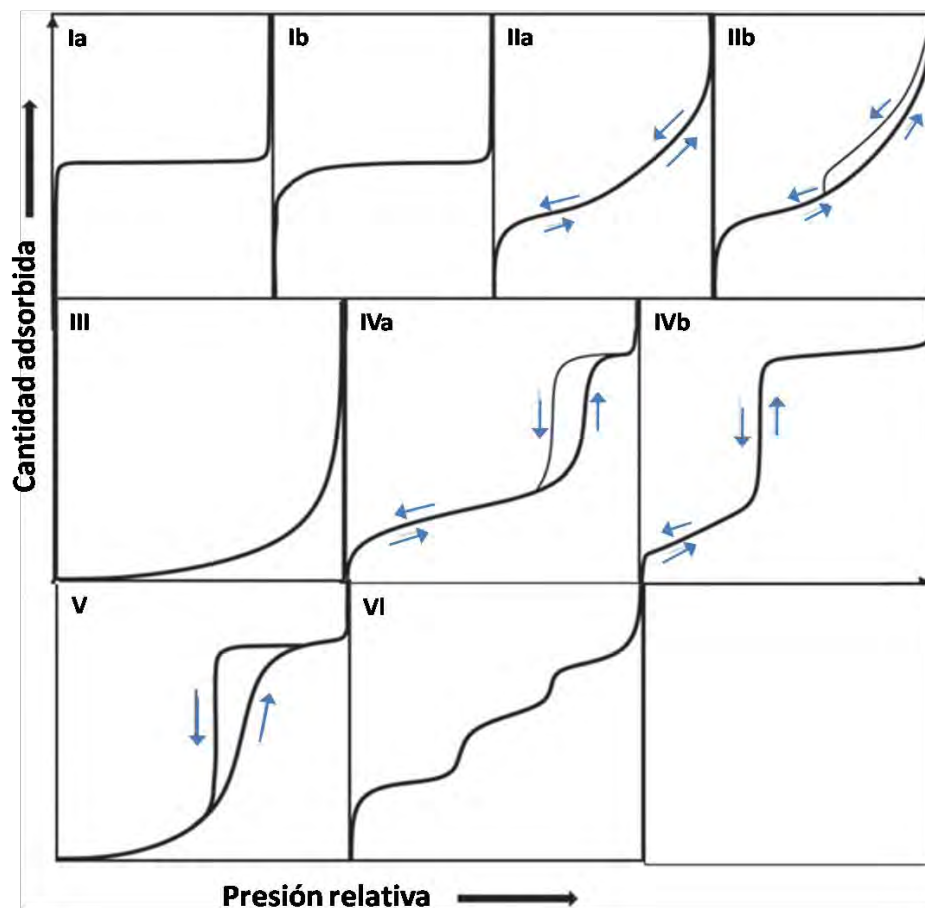 Ia
Ib
IIa
IIb
III
IVa
IVb
V
VI
Cantidad adsorbida
Presión relativa